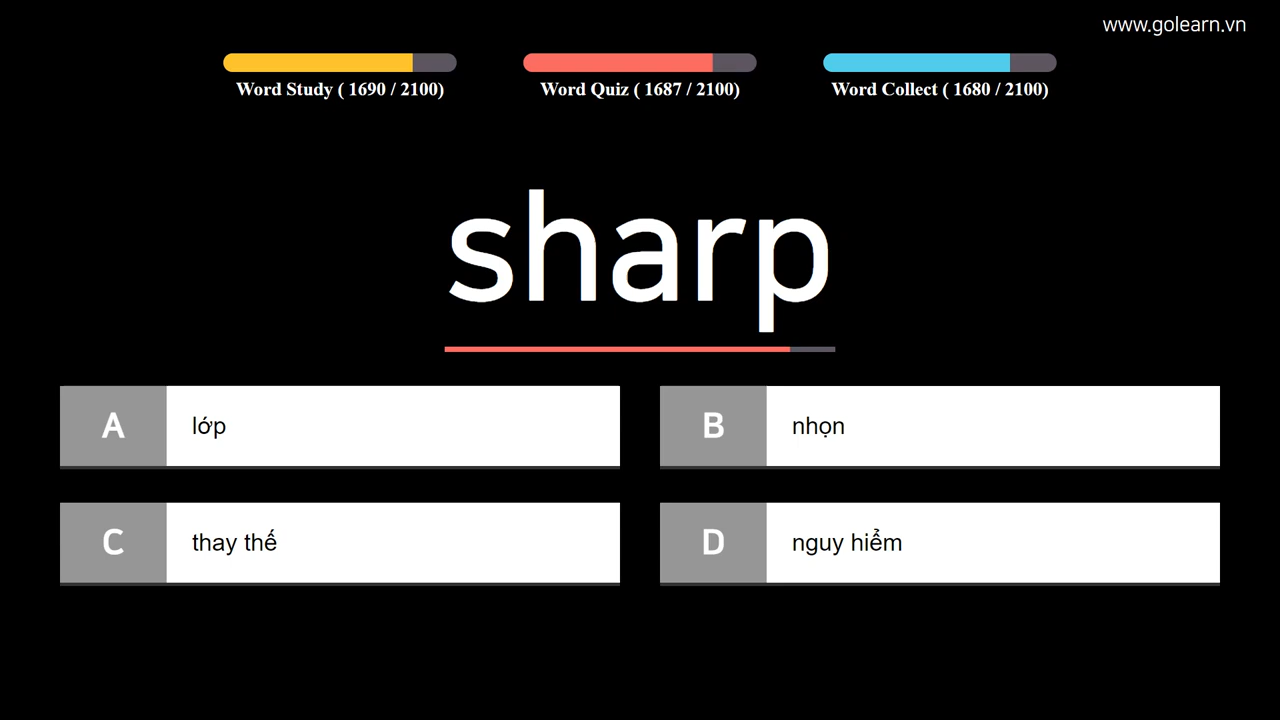 www.golearn.vn
Word Study ( 1690 / 2100)
Word Quiz ( 1687 / 2100)
Word Collect ( 1680 / 2100)
sharp
A lớp
B nhọn
C thay thế
D nguy hiểm